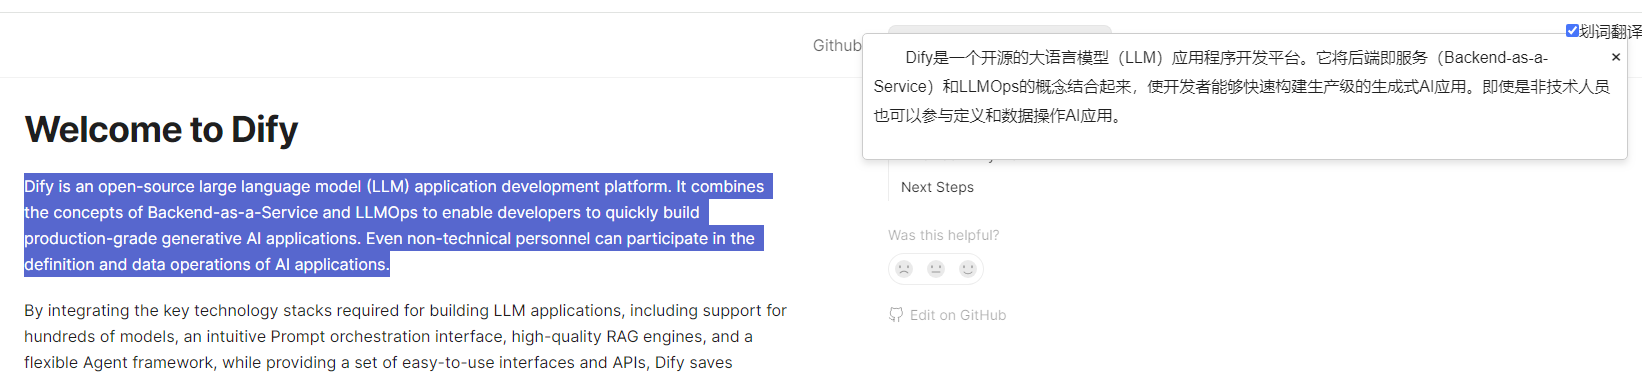 Github
划词翻译
Dify是一个开源的大语言模型（LLM）应用程序开发平台。它将后端即服务（Backend-as-a-
Service）和LLMOps的概念结合起来，使开发者能够快速构建生产级的生成式AI应用。即使是非技术人员
也可以参与定义和数据操作AI应用。
×
Welcome to Dify
Dify is an open-source large language model (LLM) application development platform. It combines
the concepts of Backend-as-a-Service and LLMOps to enable developers to quickly build
production-grade generative AI applications. Even non-technical personnel can participate in the
definition and data operations of AI applications.
By integrating the key technology stacks required for building LLM applications, including support for
hundreds of models, an intuitive Prompt orchestration interface, high-quality RAG engines, and a
flexible Agent framework, while providing a set of easy-to-use interfaces and APIs, Dify saves
Next Steps
Was this helpful?
Edit on GitHub